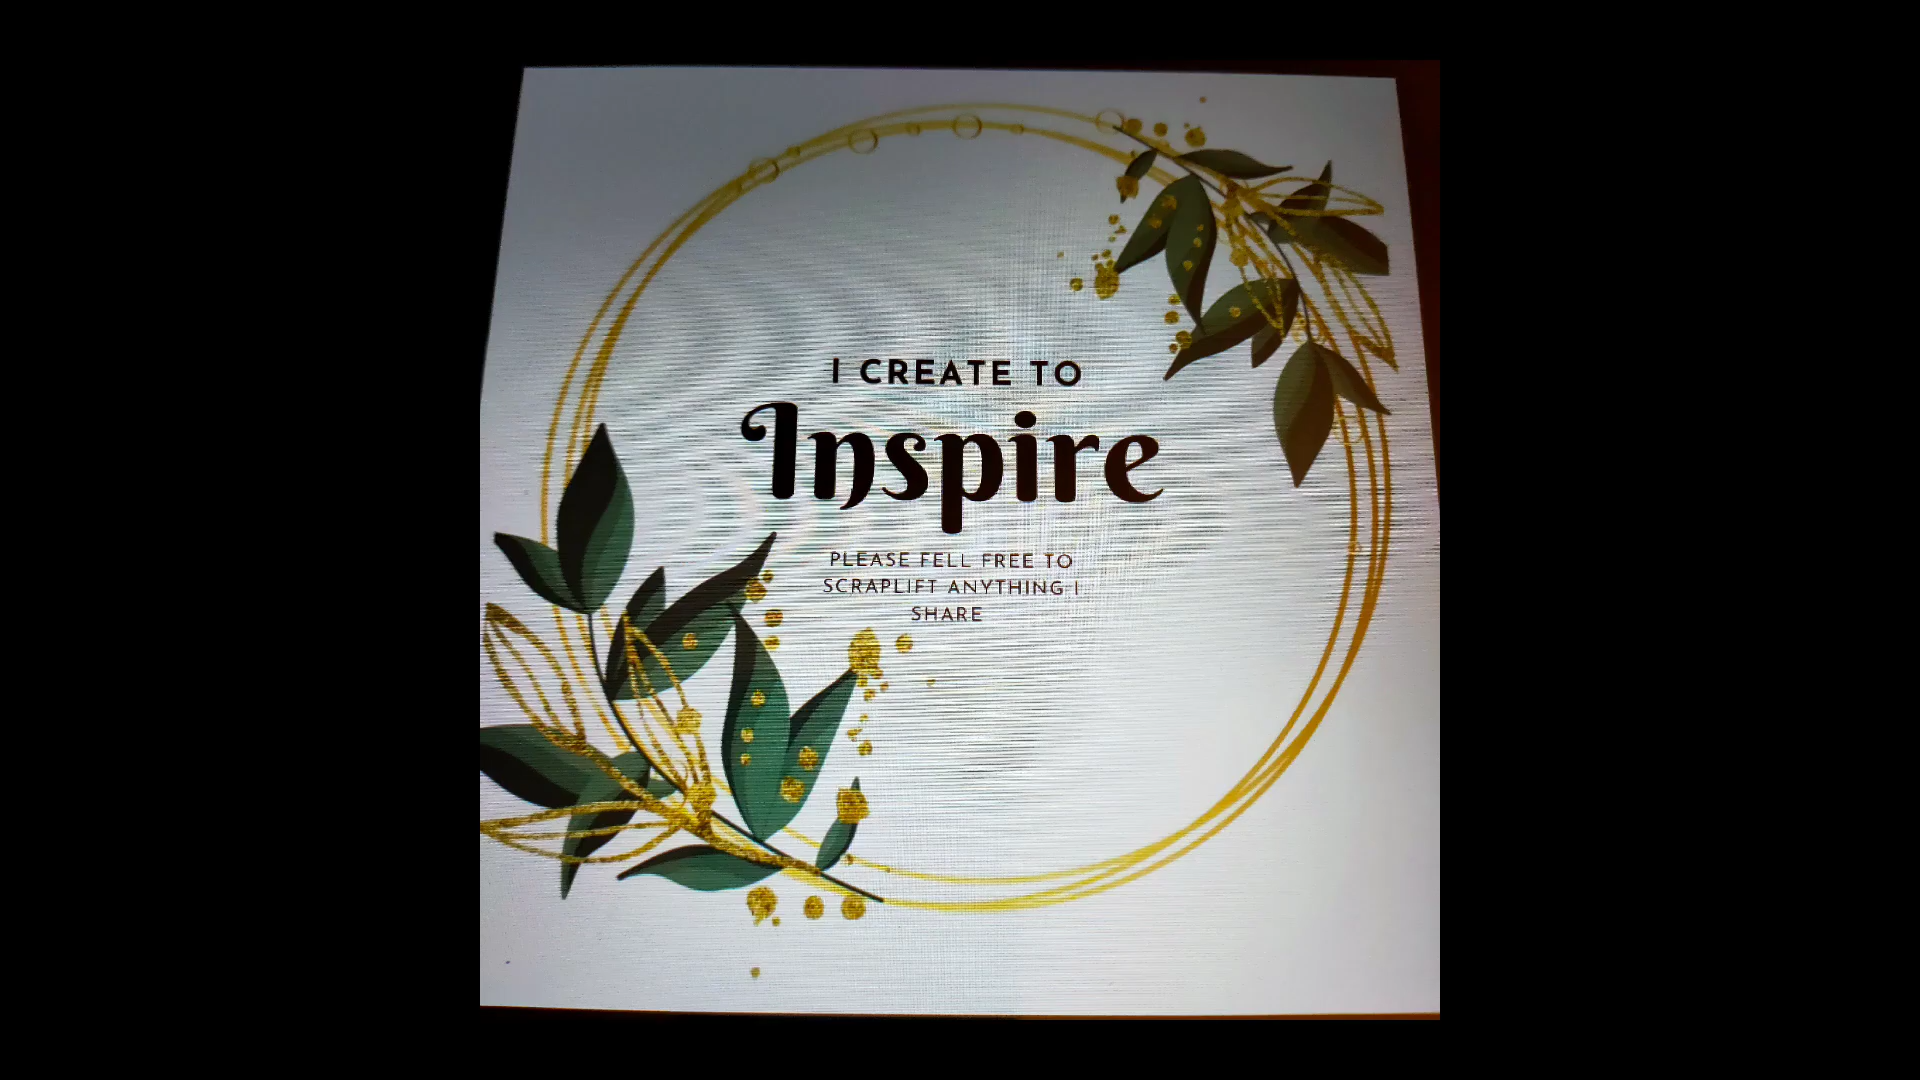 I CREATE TO
Inspire
PLEASE FELL FREE TO
SCRAPLIFT ANYTHING I
SHARE